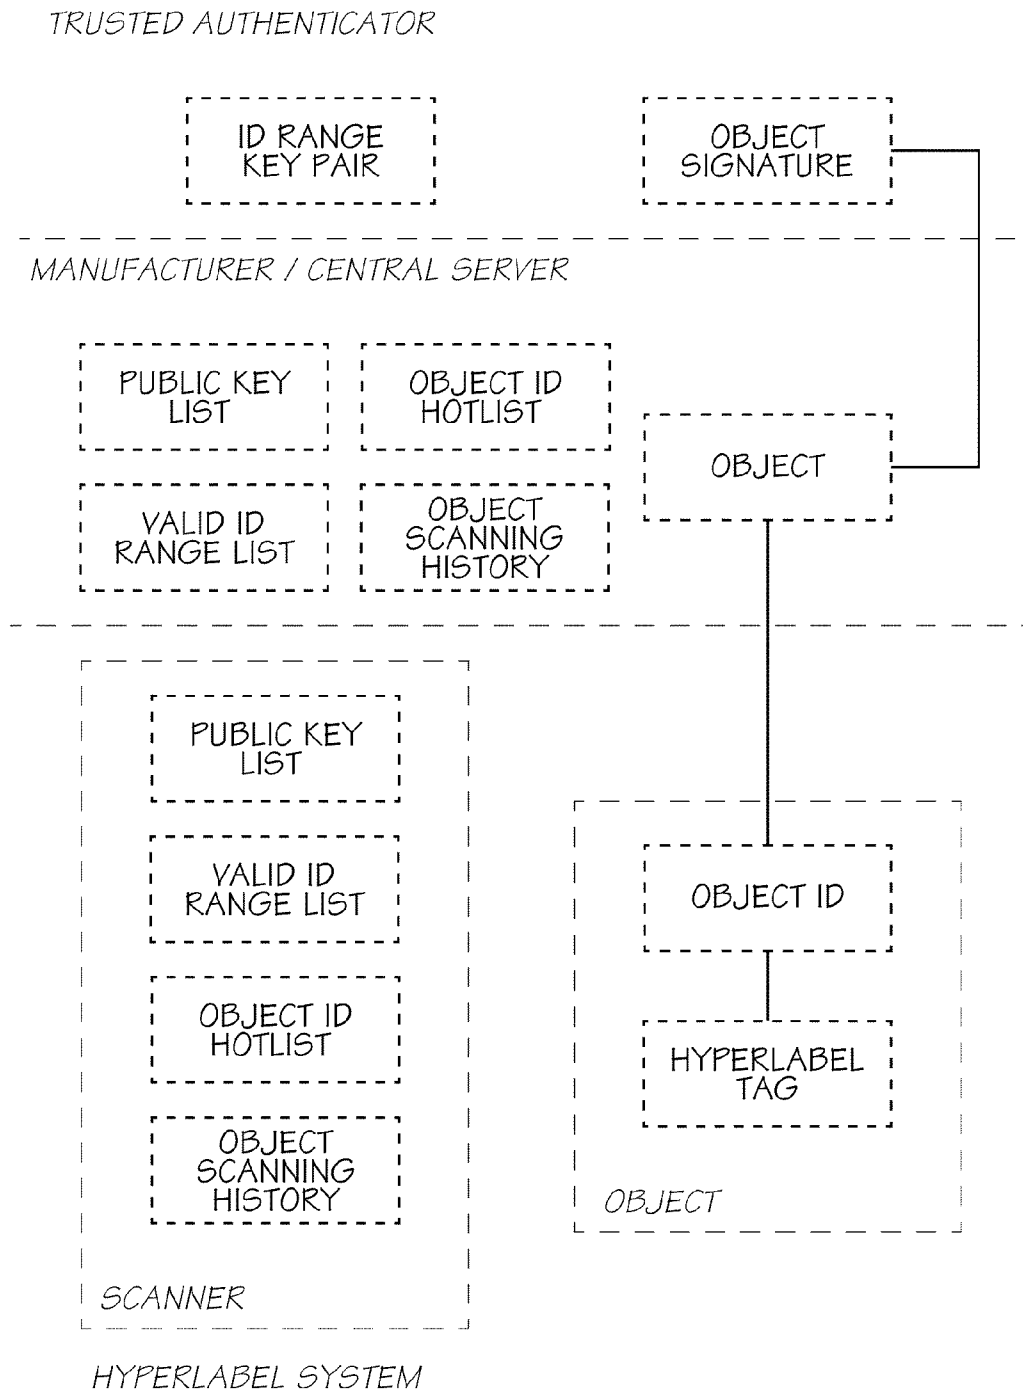 TRUSTED AUTHENTICATOR
ID RANGE
KEY PAIR
OBJECT
SIGNATURE
MANUFACTURER / CENTRAL SERVER
PUBLIC KEY
LIST
OBJECT ID
HOTLIST
OBJECT
VALID ID
RANGE LIST
OBJECT
SCANNING
HISTORY
PUBLIC KEY
LIST
VALID ID
RANGE LIST
OBJECT ID
HOTLIST
OBJECT
SCANNING
HISTORY
SCANNER
OBJECT ID
HYPERLABEL
TAG
OBJECT
HYPERLABEL SYSTEM